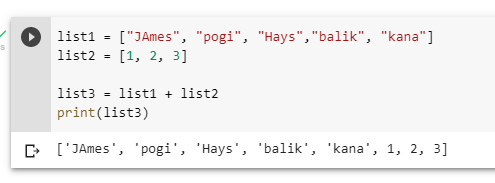 list1 = ["JAmes", "pogi", "Hays","balik", "kana"]
list2 = [1, 2, 3]
list3 = list1 + list2
print(list3)
['JAmes', 'pogi', 'Hays', 'balik', 'kana', 1, 2, 3]